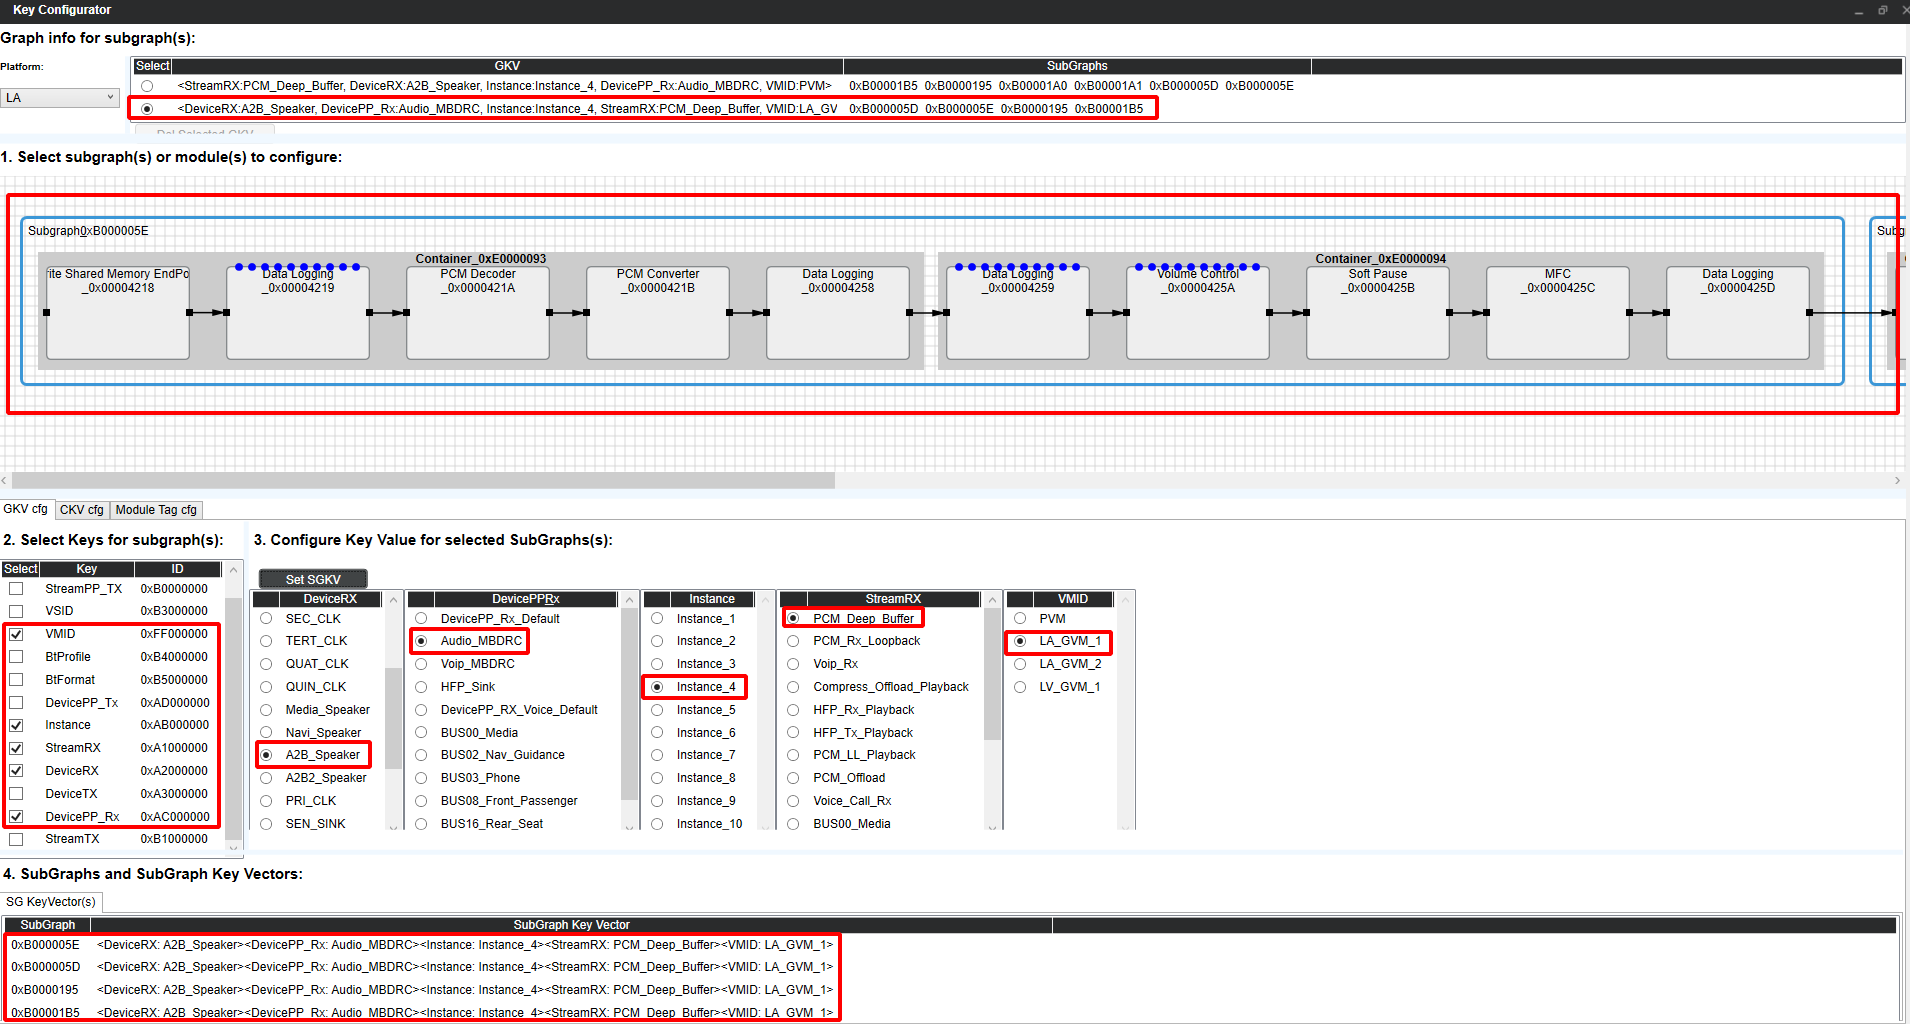 Key Configurator
Graph info for subgraph(s):
Platform:
LA
Select GKV SubGraphs
<StreamRX:PCM_Deep_Buffer, DeviceRX:A2B_Speaker, Instance:Instance_4, DevicePP_Rx:Audio_MBDRC, VMID:PVM> 0xB00001B5 0xB0000195 0xB00001A0 0xB00001A1 0xB000005D 0xB000005E
<DeviceRX:A2B_Speaker, DevicePP_Rx:Audio_MBDRC, Instance:Instance_4, StreamRX:PCM_Deep_Buffer, VMID:LA_GV 0xB000005D 0xB000005E 0xB0000195 0xB00001B5
Del Selected GKV
1. Select subgraph(s) or module(s) to configure:
Subgraph0xB000005E
Subg
Container_0xE0000093
Container_0xE0000094
ite Shared Memory EndPo
_0x00004218
Data Logging
_0x00004219
PCM Decoder
_0x0000421A
PCM Converter
_0x0000421B
Data Logging
_0x00004258
Data Logging
_0x00004259
Volume Control
_0x0000425A
Soft Pause
_0x0000425B
MFC
_0x0000425C
Data Logging
_0x0000425D
GKV cfg CKV cfg Module Tag cfg
2. Select Keys for subgraph(s):
Select Key ID
StreamPP_TX 0xB0000000
VSID 0xB3000000
VMID 0xFF000000
BtProfile 0xB4000000
BtFormat 0xB5000000
DevicePP_Tx 0xAD000000
Instance 0xAB000000
StreamRX 0xA1000000
DeviceRX 0xA2000000
DeviceTX 0xA3000000
DevicePP_Rx 0xAC000000
StreamTX 0xB1000000
3. Configure Key Value for selected SubGraphs(s):
Set SGKV
DeviceRX
SEC_CLK
TERT_CLK
QUAT_CLK
QUIN_CLK
Media_Speaker
Navi_Speaker
A2B_Speaker
A2B2_Speaker
PRI_CLK
SEN_SINK
DevicePPRx
DevicePP_Rx_Default
Audio_MBDRC
Voip_MBDRC
HFP_Sink
DevicePP_RX_Voice_Default
BUS00_Media
BUS02_Nav_Guidance
BUS03_Phone
BUS08_Front_Passenger
BUS16_Rear_Seat
Instance
Instance_1
Instance_2
Instance_3
Instance_4
Instance_5
Instance_6
Instance_7
Instance_8
Instance_9
Instance_10
StreamRX
PCM_Deep_Buffer
PCM_Rx_Loopback
Voip_Rx
Compress_Offload_Playback
HFP_Rx_Playback
HFP_Tx_Playback
PCM_LL_Playback
PCM_Offload
Voice_Call_Rx
BUS00_Media
VMID
PVM
LA_GVM_1
LA_GVM_2
LV_GVM_1
4. SubGraphs and SubGraph Key Vectors:
SG KeyVector(s)
SubGraph SubGraph Key Vector
0xB000005E <DeviceRX: A2B_Speaker><DevicePP_Rx: Audio_MBDRC><Instance: Instance_4><StreamRX: PCM_Deep_Buffer><VMID: LA_GVM_1>
0xB000005D <DeviceRX: A2B_Speaker><DevicePP_Rx: Audio_MBDRC><Instance: Instance_4><StreamRX: PCM_Deep_Buffer><VMID: LA_GVM_1>
0xB0000195 <DeviceRX: A2B_Speaker><DevicePP_Rx: Audio_MBDRC><Instance: Instance_4><StreamRX: PCM_Deep_Buffer><VMID: LA_GVM_1>
0xB00001B5 <DeviceRX: A2B_Speaker><DevicePP_Rx: Audio_MBDRC><Instance: Instance_4><StreamRX: PCM_Deep_Buffer><VMID: LA_GVM_1>